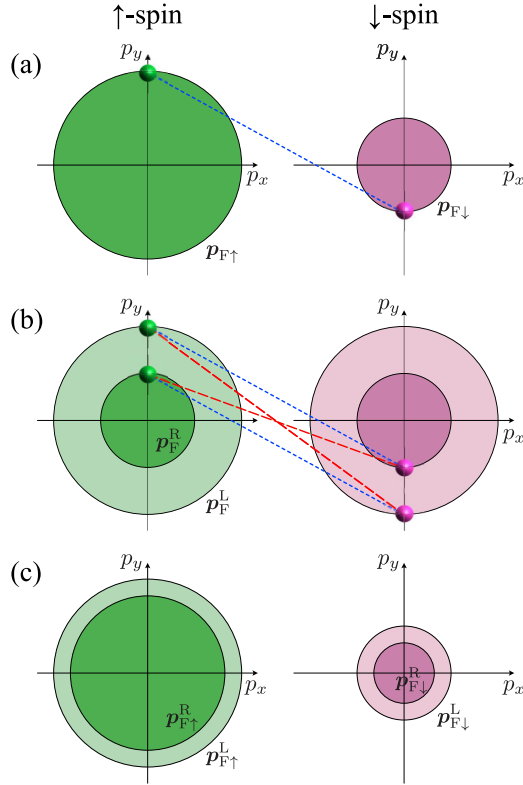 ↑-spin ↓-spin
(a) p_y p_y
p_x p_x
p_F↑ p_F↓
(b) p_y p_y
p_x p_x
p_F^R
p_F^L
(c) p_y p_y
p_x p_x
p_F↑^R p_F↓^R
p_F↑^L p_F↓^L